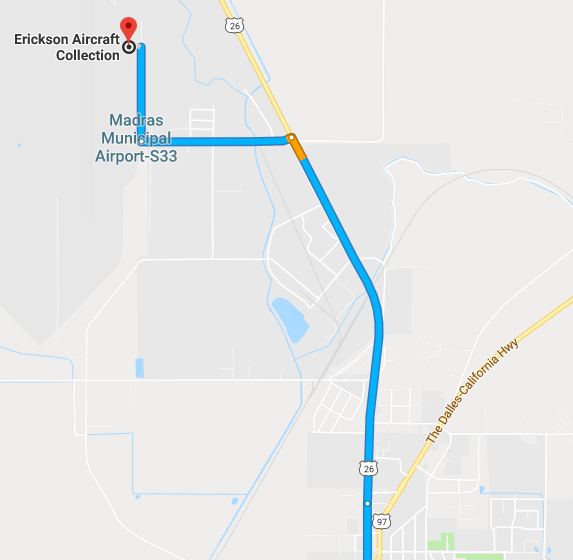 26
Erickson Aircraft
Collection
Madras
Municipal
Airport-S33
The Dalles-California Hwy
26
97